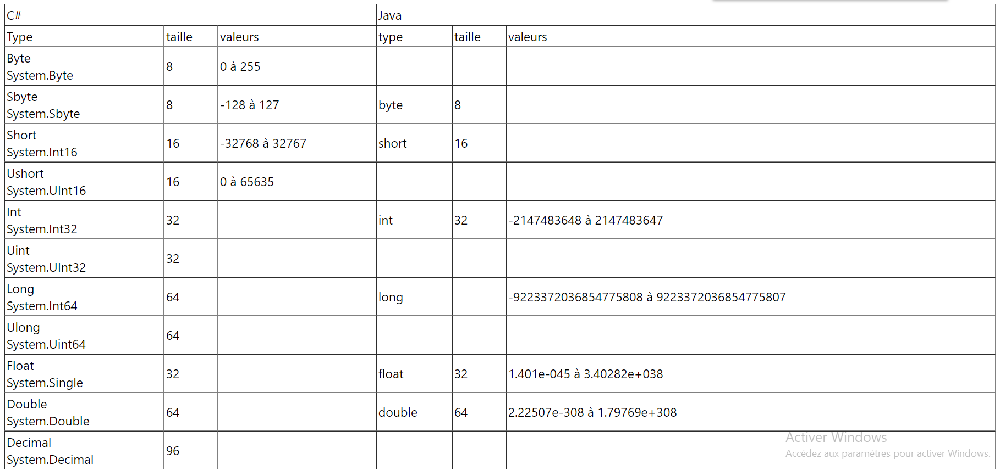 C# Java
Type taille valeurs type taille valeurs
Byte
System.Byte 8 0 à 255
Sbyte
System.Sbyte 8 -128 à 127 byte 8
Short
System.Int16 16 -32768 à 32767 short 16
Ushort
System.UInt16 16 0 à 65635
Int
System.Int32 32 int 32 -2147483648 à 2147483647
Uint
System.UInt32 32
Long
System.Int64 64 long -9223372036854775808 à 9223372036854775807
Ulong
System.Uint64 64
Float
System.Single 32 float 32 1.401e-045 à 3.40282e+038
Double
System.Double 64 double 64 2.22507e-308 à 1.79769e+308
Decimal
System.Decimal 96
Activer Windows
Accédez aux paramètres pour activer Windows.